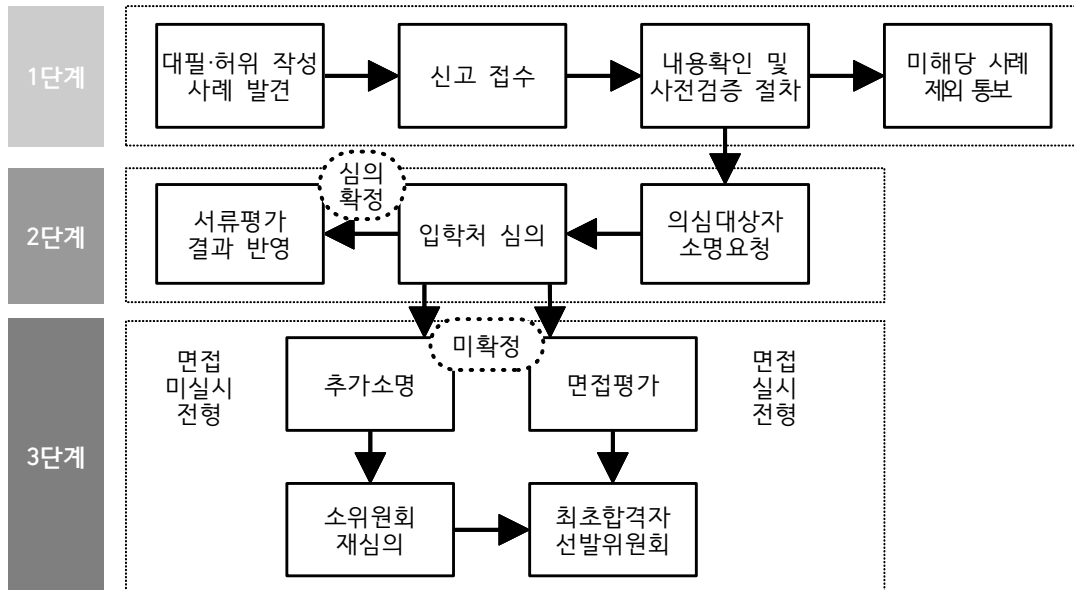 1단계
대필·허위 작성
사례 발견
신고 접수
내용확인 및
사전검증 절차
미해당 사례
제외 통보
2단계
심의
확정
서류평가
결과 반영
입학처 심의
의심대상자
소명요청
3단계
면접
미실시
전형
미확정
추가소명
면접평가
면접
실시
전형
소위원회
재심의
최초합격자
선발위원회